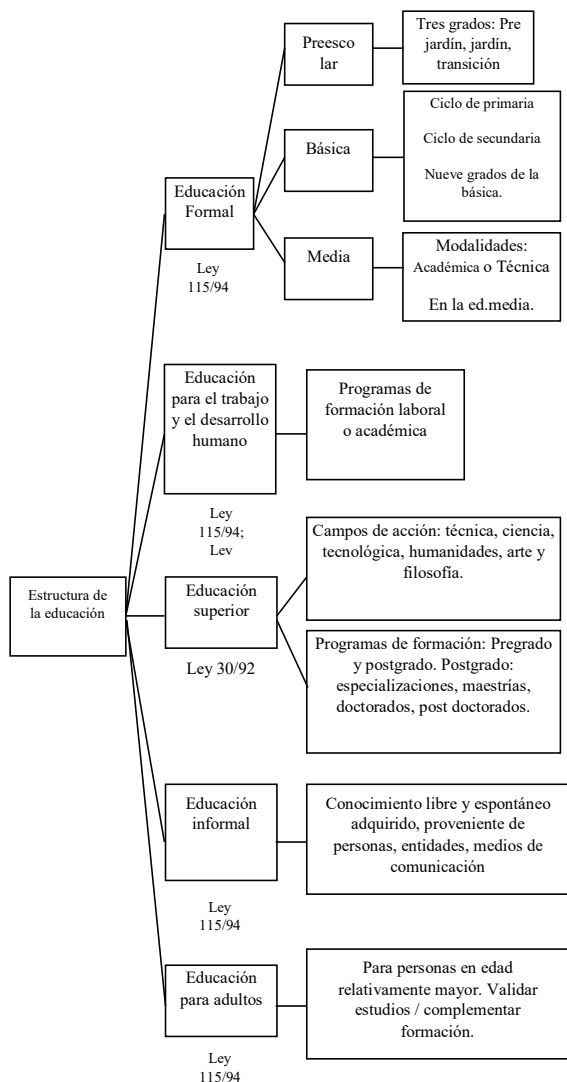 Estructura de
la educación
Educación
Formal
Ley
115/94
Preesco
lar
Tres grados: Pre
jardín, jardín,
transición
Básica
Ciclo de primaria
Ciclo de secundaria
Nueve grados de la
básica.
Media
Modalidades:
Académica o Técnica
En la ed.media.
Educación
para el trabajo
y el desarrollo
humano
Ley
115/94;
Ley
Programas de
formación laboral
o académica
Educación
superior
Ley 30/92
Campos de acción: técnica, ciencia,
tecnológica, humanidades, arte y
filosofía.
Programas de formación: Pregrado
y postgrado. Postgrado:
especializaciones, maestrías,
doctorados, post doctorados.
Educación
informal
Ley
115/94
Conocimiento libre y espontáneo
adquirido, proveniente de
personas, entidades, medios de
comunicación
Educación
para adultos
Ley
115/94
Para personas en edad
relativamente mayor. Validar
estudios / complementar
formación.